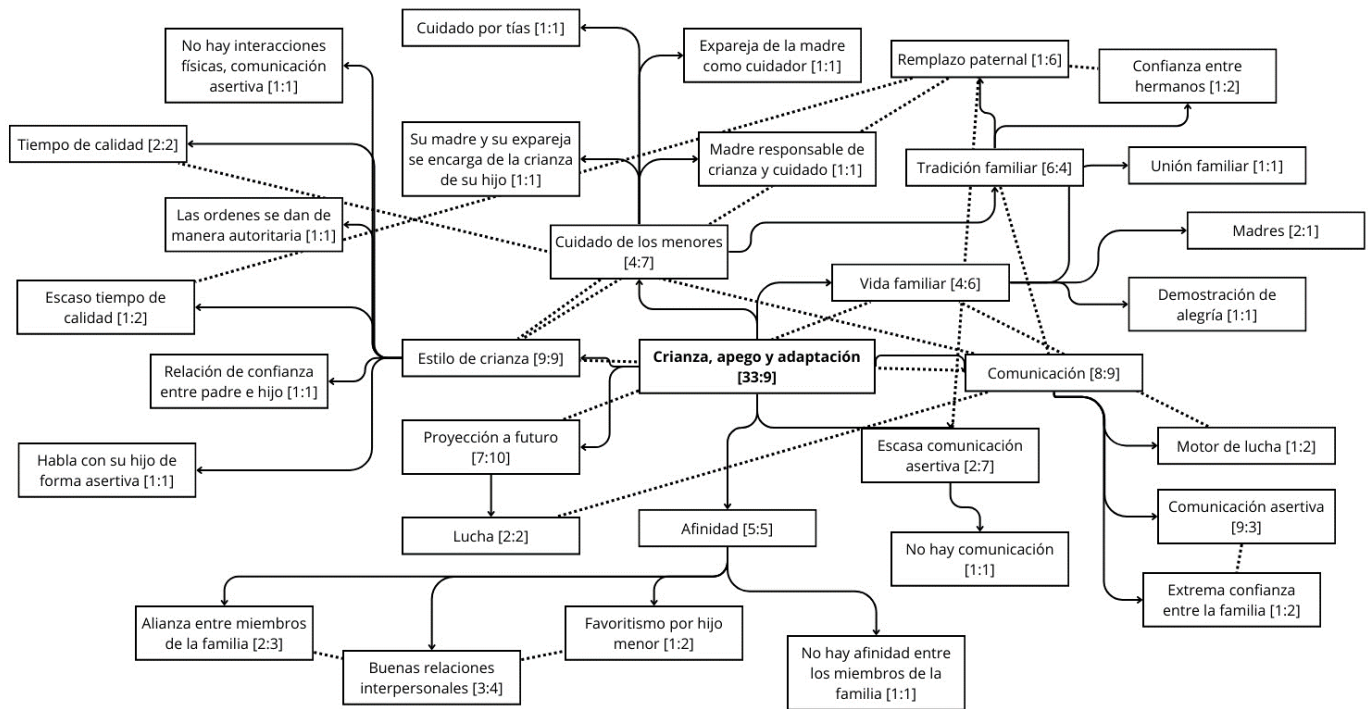 Cuidado por tías [1:1]
No hay interacciones
físicas, comunicación
asertiva [1:1]
Expareja de la madre
como cuidador [1:1]
Remplazo paternal [1:6]
Confianza entre
hermanos [1:2]
Tiempo de calidad [2:2]
Su madre y su expareja
se encarga de la crianza
de su hijo [1:1]
Madre responsable de
crianza y cuidado [1:1]
Tradición familiar [6:4]
Unión familiar [1:1]
Las ordenes se dan de
manera autoritaria [1:1]
Cuidado de los menores
[4:7]
Madres [2:1]
Vida familiar [4:6]
Escaso tiempo de
calidad [1:2]
Demostración de
alegría [1:1]
Estilo de crianza [9:9]
Crianza, apego y adaptación
[33:9]
Comunicación [8:9]
Relación de confianza
entre padre e hijo [1:1]
Proyección a futuro
[7:10]
Escasa comunicación
asertiva [2:7]
Motor de lucha [1:2]
Habla con su hijo de
forma asertiva [1:1]
Comunicación asertiva
[9:3]
Lucha [2:2]
Afinidad [5:5]
No hay comunicación
[1:1]
Extrema confianza
entre la familia [1:2]
Alianza entre miembros
de la familia [2:3]
Favoritismo por hijo
menor [1:2]
Buenas relaciones
interpersonales [3:4]
No hay afinidad entre
los miembros de la
familia [1:1]